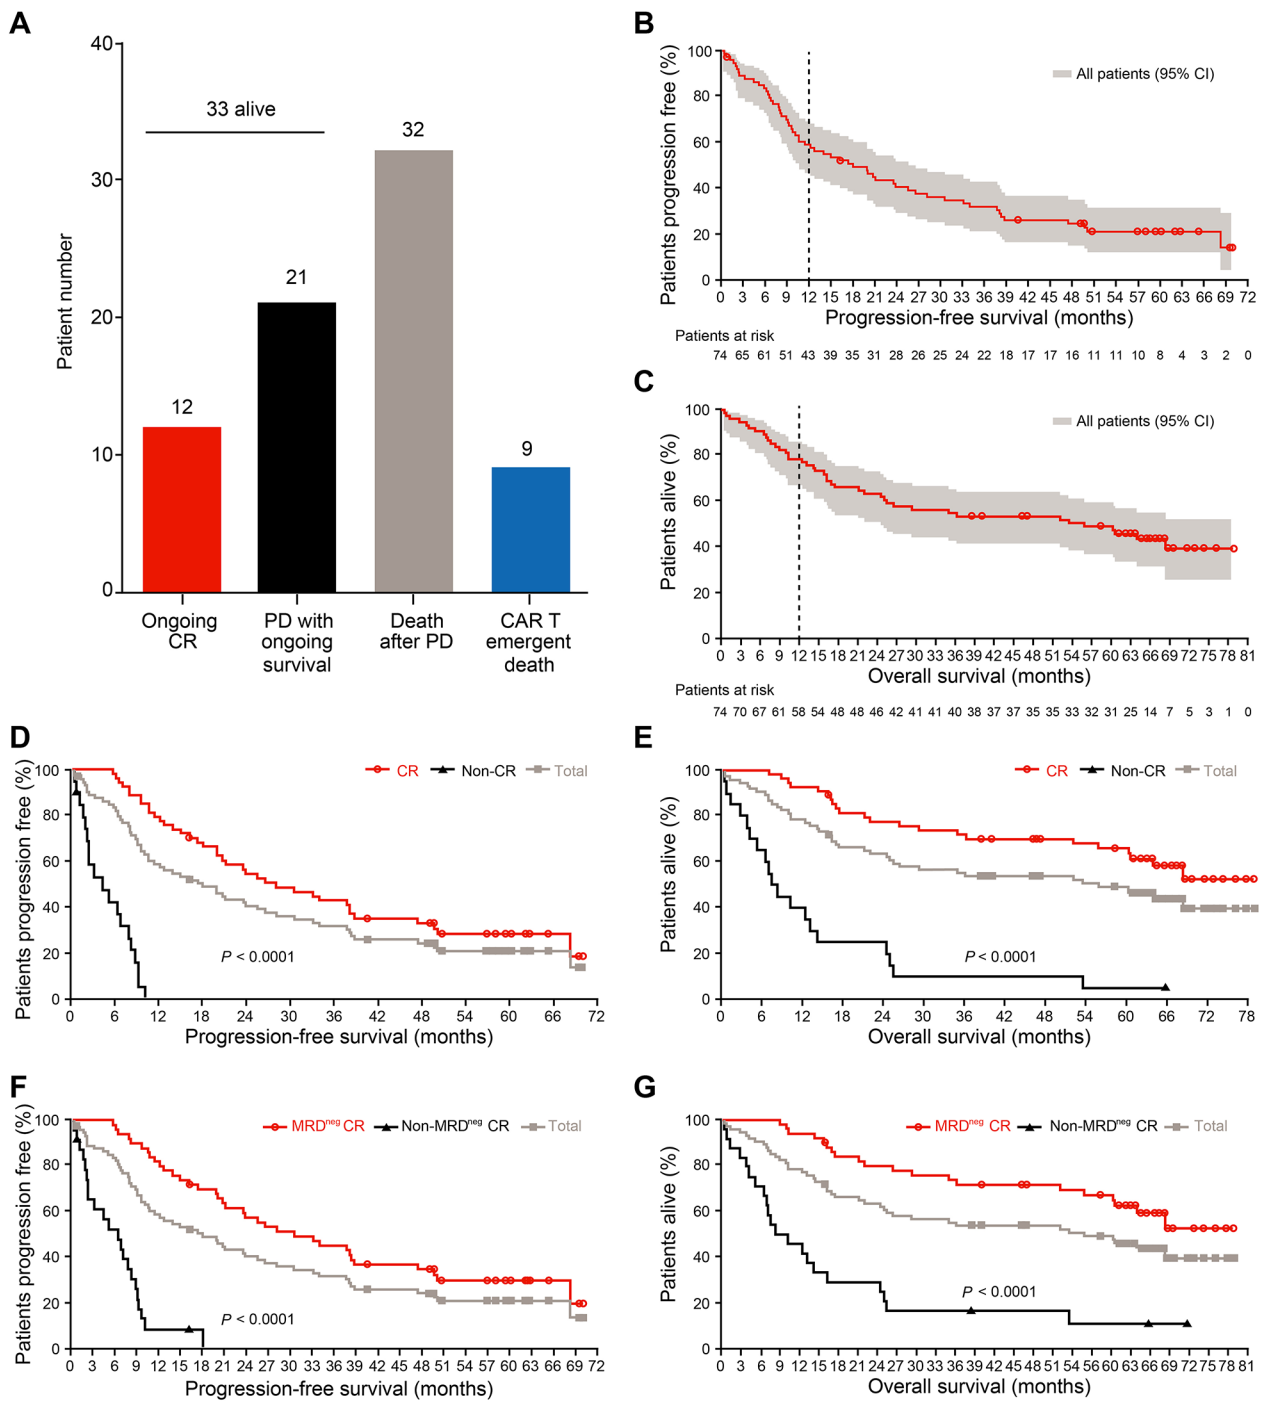 A
Patient number
40
30
20
10
0
33 alive
12
21
32
9
Ongoing
CR
PD with
ongoing
survival
Death
after PD
CAR T
emergent
death
B
Patients progression free (%)
100
80
60
40
20
0
All patients (95% CI)
0 3 6 9 12 15 18 21 24 27 30 33 36 39 42 45 48 51 54 57 60 63 66 69 72
Progression-free survival (months)
Patients at risk
74 65 61 51 43 39 35 31 28 26 25 24 22 18 17 17 16 11 11 10 8 4 3 2 0
C
Patients alive (%)
100
80
60
40
20
0
All patients (95% CI)
0 3 6 9 12 15 18 21 24 27 30 33 36 39 42 45 48 51 54 57 60 63 66 69 72 75 78 81
Overall survival (months)
Patients at risk
74 70 67 61 58 54 48 48 46 42 41 41 40 38 37 37 35 35 33 32 31 25 14 7 5 3 1 0
D
Patients progression free (%)
100
80
60
40
20
0
CR Non-CR Total
P < 0.0001
0 6 12 18 24 30 36 42 48 54 60 66 72
Progression-free survival (months)
E
Patients alive (%)
100
80
60
40
20
0
CR Non-CR Total
P < 0.0001
0 6 12 18 24 30 36 42 48 54 60 66 72 78
Overall survival (months)
F
Patients progression free (%)
100
80
60
40
20
0
MRDneg CR Non-MRDneg CR Total
P < 0.0001
0 3 6 9 12 15 18 21 24 27 30 33 36 39 42 45 48 51 54 57 60 63 66 69 72
Progression-free survival (months)
G
Patients alive (%)
100
80
60
40
20
0
MRDneg CR Non-MRDneg CR Total
P < 0.0001
0 3 6 9 12 15 18 21 24 27 30 33 36 39 42 45 48 51 54 57 60 63 66 69 72 75 78 81
Overall survival (months)